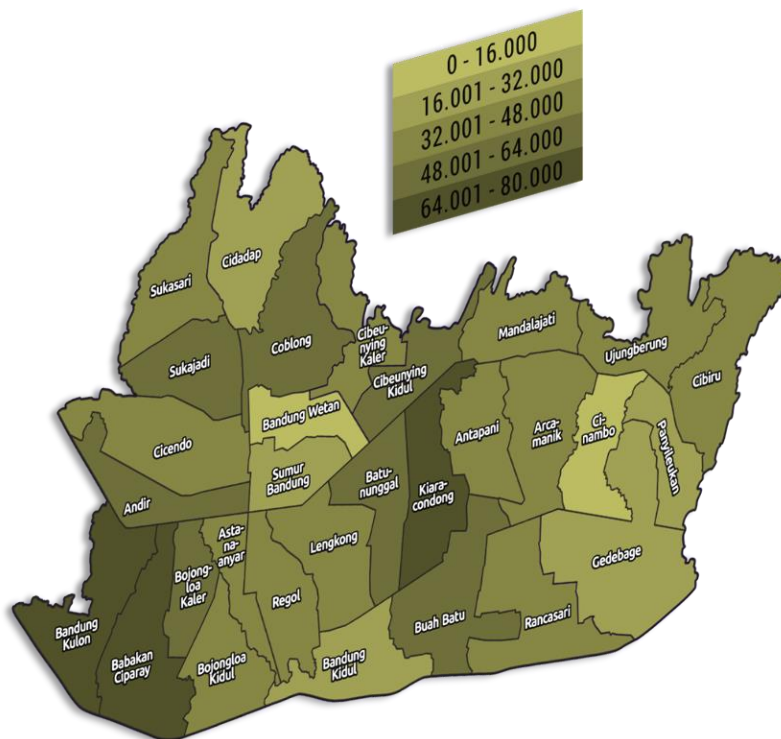 0 - 16.000
16.001 - 32.000
32.001 - 48.000
48.001 - 64.000
64.001 - 80.000
Cidadap
Sukasari
Coblong
Cibeu-
nying
Kaler
Mandalajati
Ujungberung
Sukajadi
Cibeunying
Kidul
Cibiru
Bandung Wetan
Cicendo
Antapani
Arca-
manik
Ci-
nambo
Panyileukan
Sumur
Bandung
Batu-
nunggal
Kiara-
condong
Andir
Asta-
na-
anyar
Lengkong
Gedebage
Bojong-
loa
Kaler
Regol
Buah Batu
Rancasari
Bandung
Kulon
Babakan
Ciparay
Bojongloa
Kidul
Bandung
Kidul